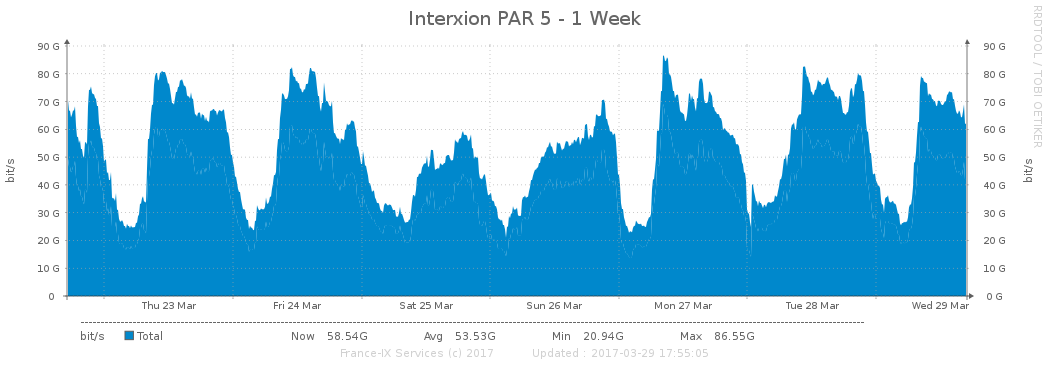 Interxion PAR 5 - 1 Week
RRDTOOL / TOBI OETIKER
90 G 90 G
80 G 80 G
70 G 70 G
60 G 60 G
50 G 50 G
40 G 40 G
30 G 30 G
20 G 20 G
10 G 10 G
0 0 G
bit/s
bit/s
Thu 23 Mar Fri 24 Mar Sat 25 Mar Sun 26 Mar Mon 27 Mar Tue 28 Mar Wed 29 Mar
bit/s Total Now 58.54G Avg 53.53G Min 20.94G Max 86.55G
France-IX Services (c) 2017 Updated : 2017-03-29 17:55:05